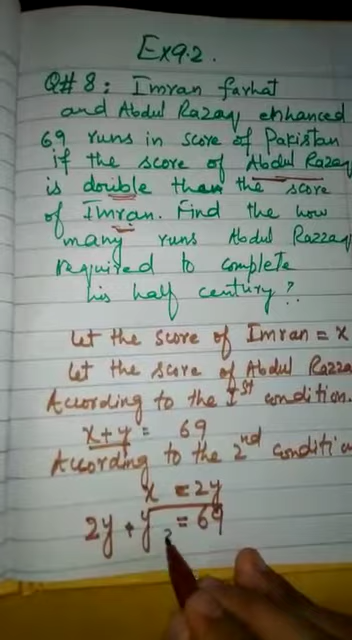 Ex9.2.
Q# 8: Imran farhat
and Abdul Razaq enhanced
69 runs in score of Pakistan
if the score of Abdul Razaq
is double than the score
of Imran. Find the how
many runs Abdul Razzaq
required to complete
his half century?
let the score of Imran = x
let the score of Abdul Razza
According to the Ist condition.
x+y = 69
According to the 2nd conditio
x = 2y
2y + y = 69